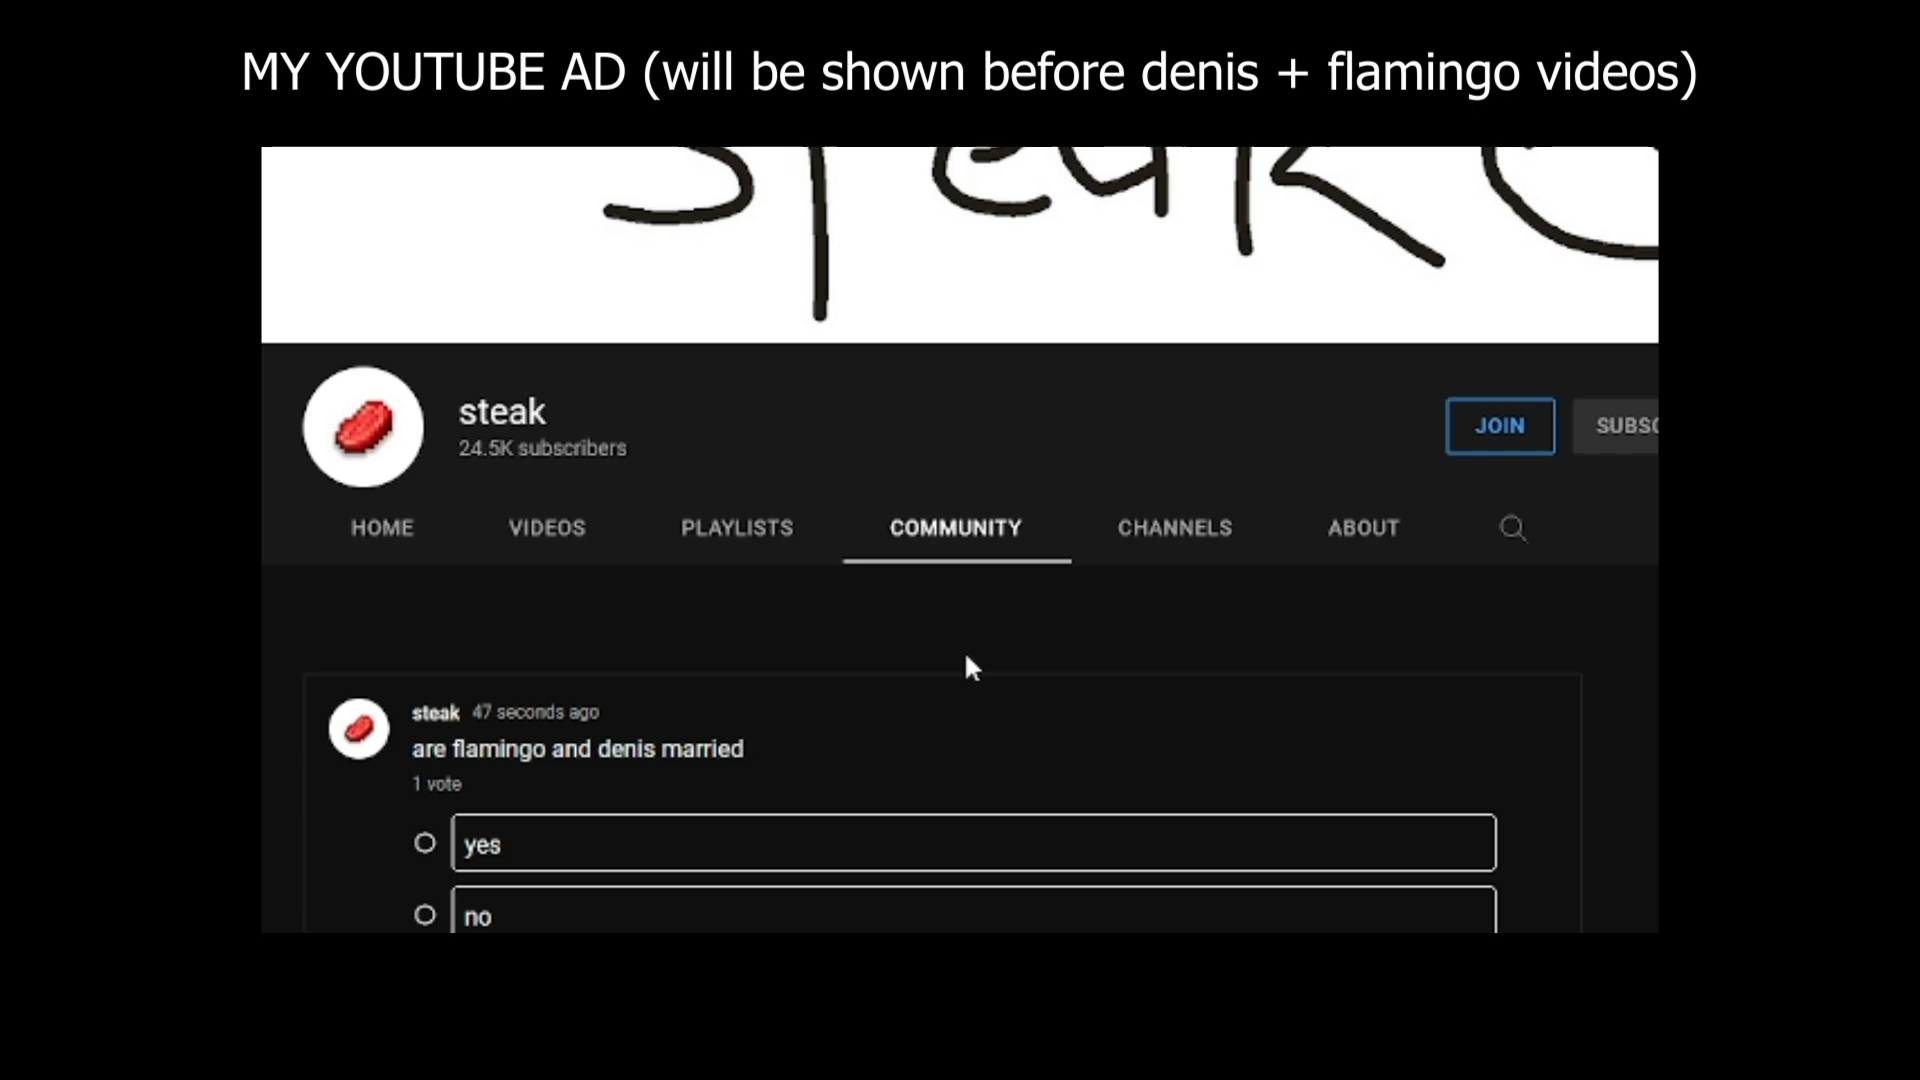 MY YOUTUBE AD (will be shown before denis + flamingo videos)
steak
24.5K subscribers
JOIN
HOME VIDEOS PLAYLISTS COMMUNITY CHANNELS ABOUT
steak 47 seconds ago
are flamingo and denis married
1 vote
yes
no